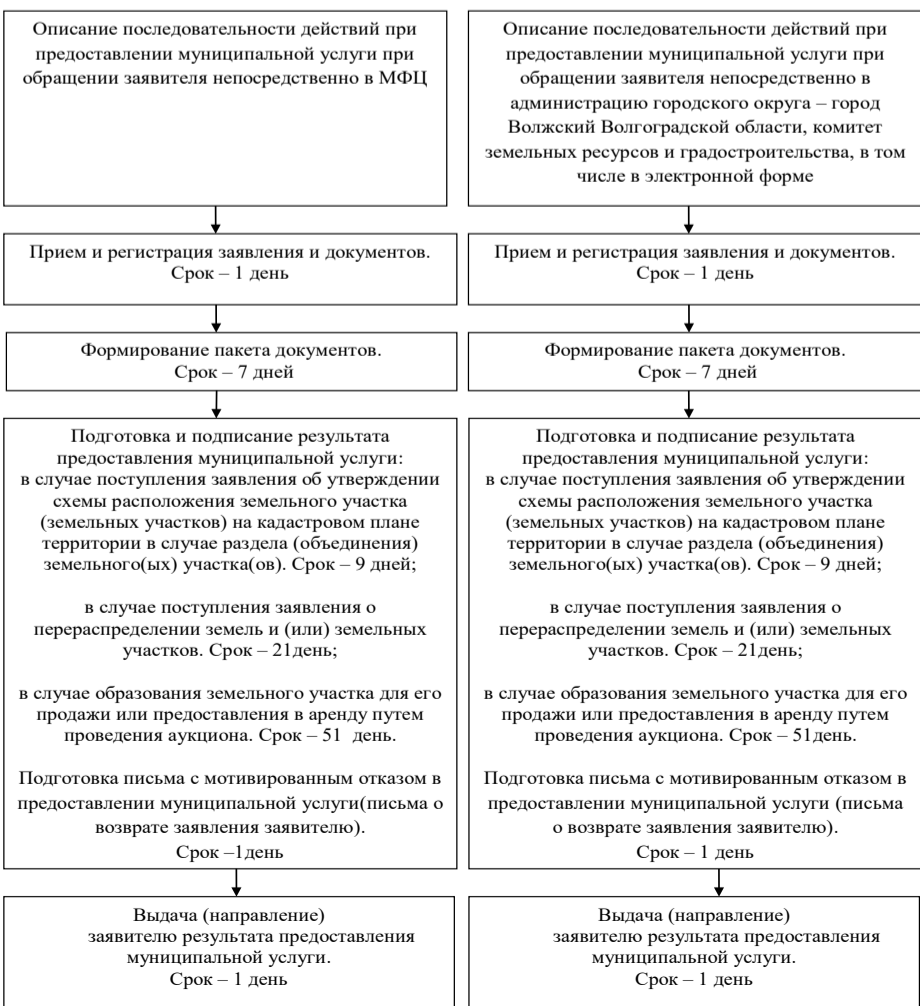 Описание последовательности действий при
предоставлении муниципальной услуги при
обращении заявителя непосредственно в МФЦ
Описание последовательности действий при
предоставлении муниципальной услуги при
обращении заявителя непосредственно в
администрацию городского округа – город
Волжский Волгоградской области, комитет
земельных ресурсов и градостроительства, в том
числе в электронной форме
Прием и регистрация заявления и документов.
Срок – 1 день
Прием и регистрация заявления и документов.
Срок – 1 день
Формирование пакета документов.
Срок – 7 дней
Формирование пакета документов.
Срок – 7 дней
Подготовка и подписание результата
предоставления муниципальной услуги:
в случае поступления заявления об утверждении
схемы расположения земельного участка
(земельных участков) на кадастровом плане
территории в случае раздела (объединения)
земельного(ых) участка(ов). Срок – 9 дней;
в случае поступления заявления о
перераспределении земель и (или) земельных
участков. Срок – 21день;
в случае образования земельного участка для его
продажи или предоставления в аренду путем
проведения аукциона. Срок – 51 день.
Подготовка письма с мотивированным отказом в
предоставлении муниципальной услуги(письма о
возврате заявления заявителю).
Срок –1день
Подготовка и подписание результата
предоставления муниципальной услуги:
в случае поступления заявления об утверждении
схемы расположения земельного участка
(земельных участков) на кадастровом плане
территории в случае раздела (объединения)
земельного(ых) участка(ов). Срок – 9 дней;
в случае поступления заявления о
перераспределении земель и (или) земельных
участков. Срок – 21день;
в случае образования земельного участка для его
продажи или предоставления в аренду путем
проведения аукциона. Срок – 51день.
Подготовка письма с мотивированным отказом в
предоставлении муниципальной услуги (письма
о возврате заявления заявителю).
Срок – 1 день
Выдача (направление)
заявителю результата предоставления
муниципальной услуги.
Срок – 1 день
Выдача (направление)
заявителю результата предоставления
муниципальной услуги.
Срок – 1 день